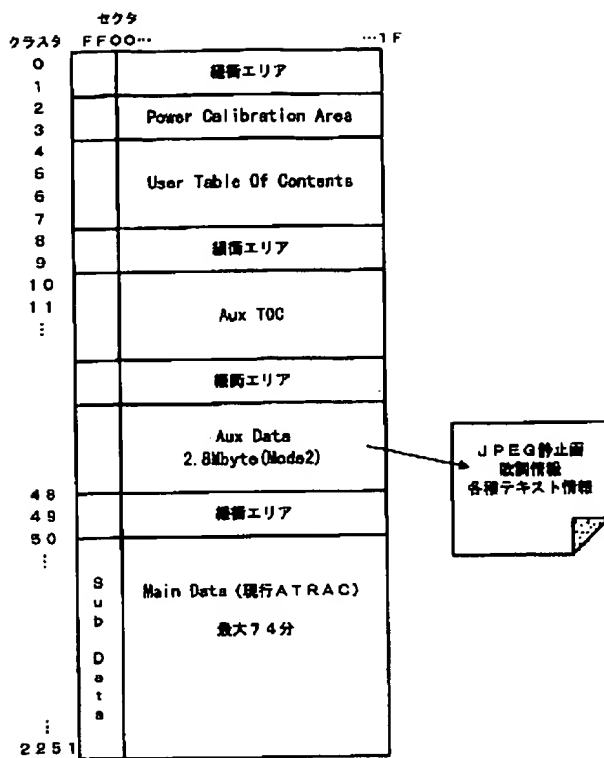 セクタ
クラスタ FF00… …1F
0
緩衝エリア
1
2
Power Calibration Area
3
4
5
User Table Of Contents
6
7
8
緩衝エリア
9
10
11
Aux TOC
⋮
緩衝エリア
Aux Data
2.8Mbyte(Mode2)
JPEG静止画
歌詞情報
各種テキスト情報
48
49
緩衝エリア
50
⋮
Sub Data
Main Data (現行ATRAC)
最大74分
⋮
2251